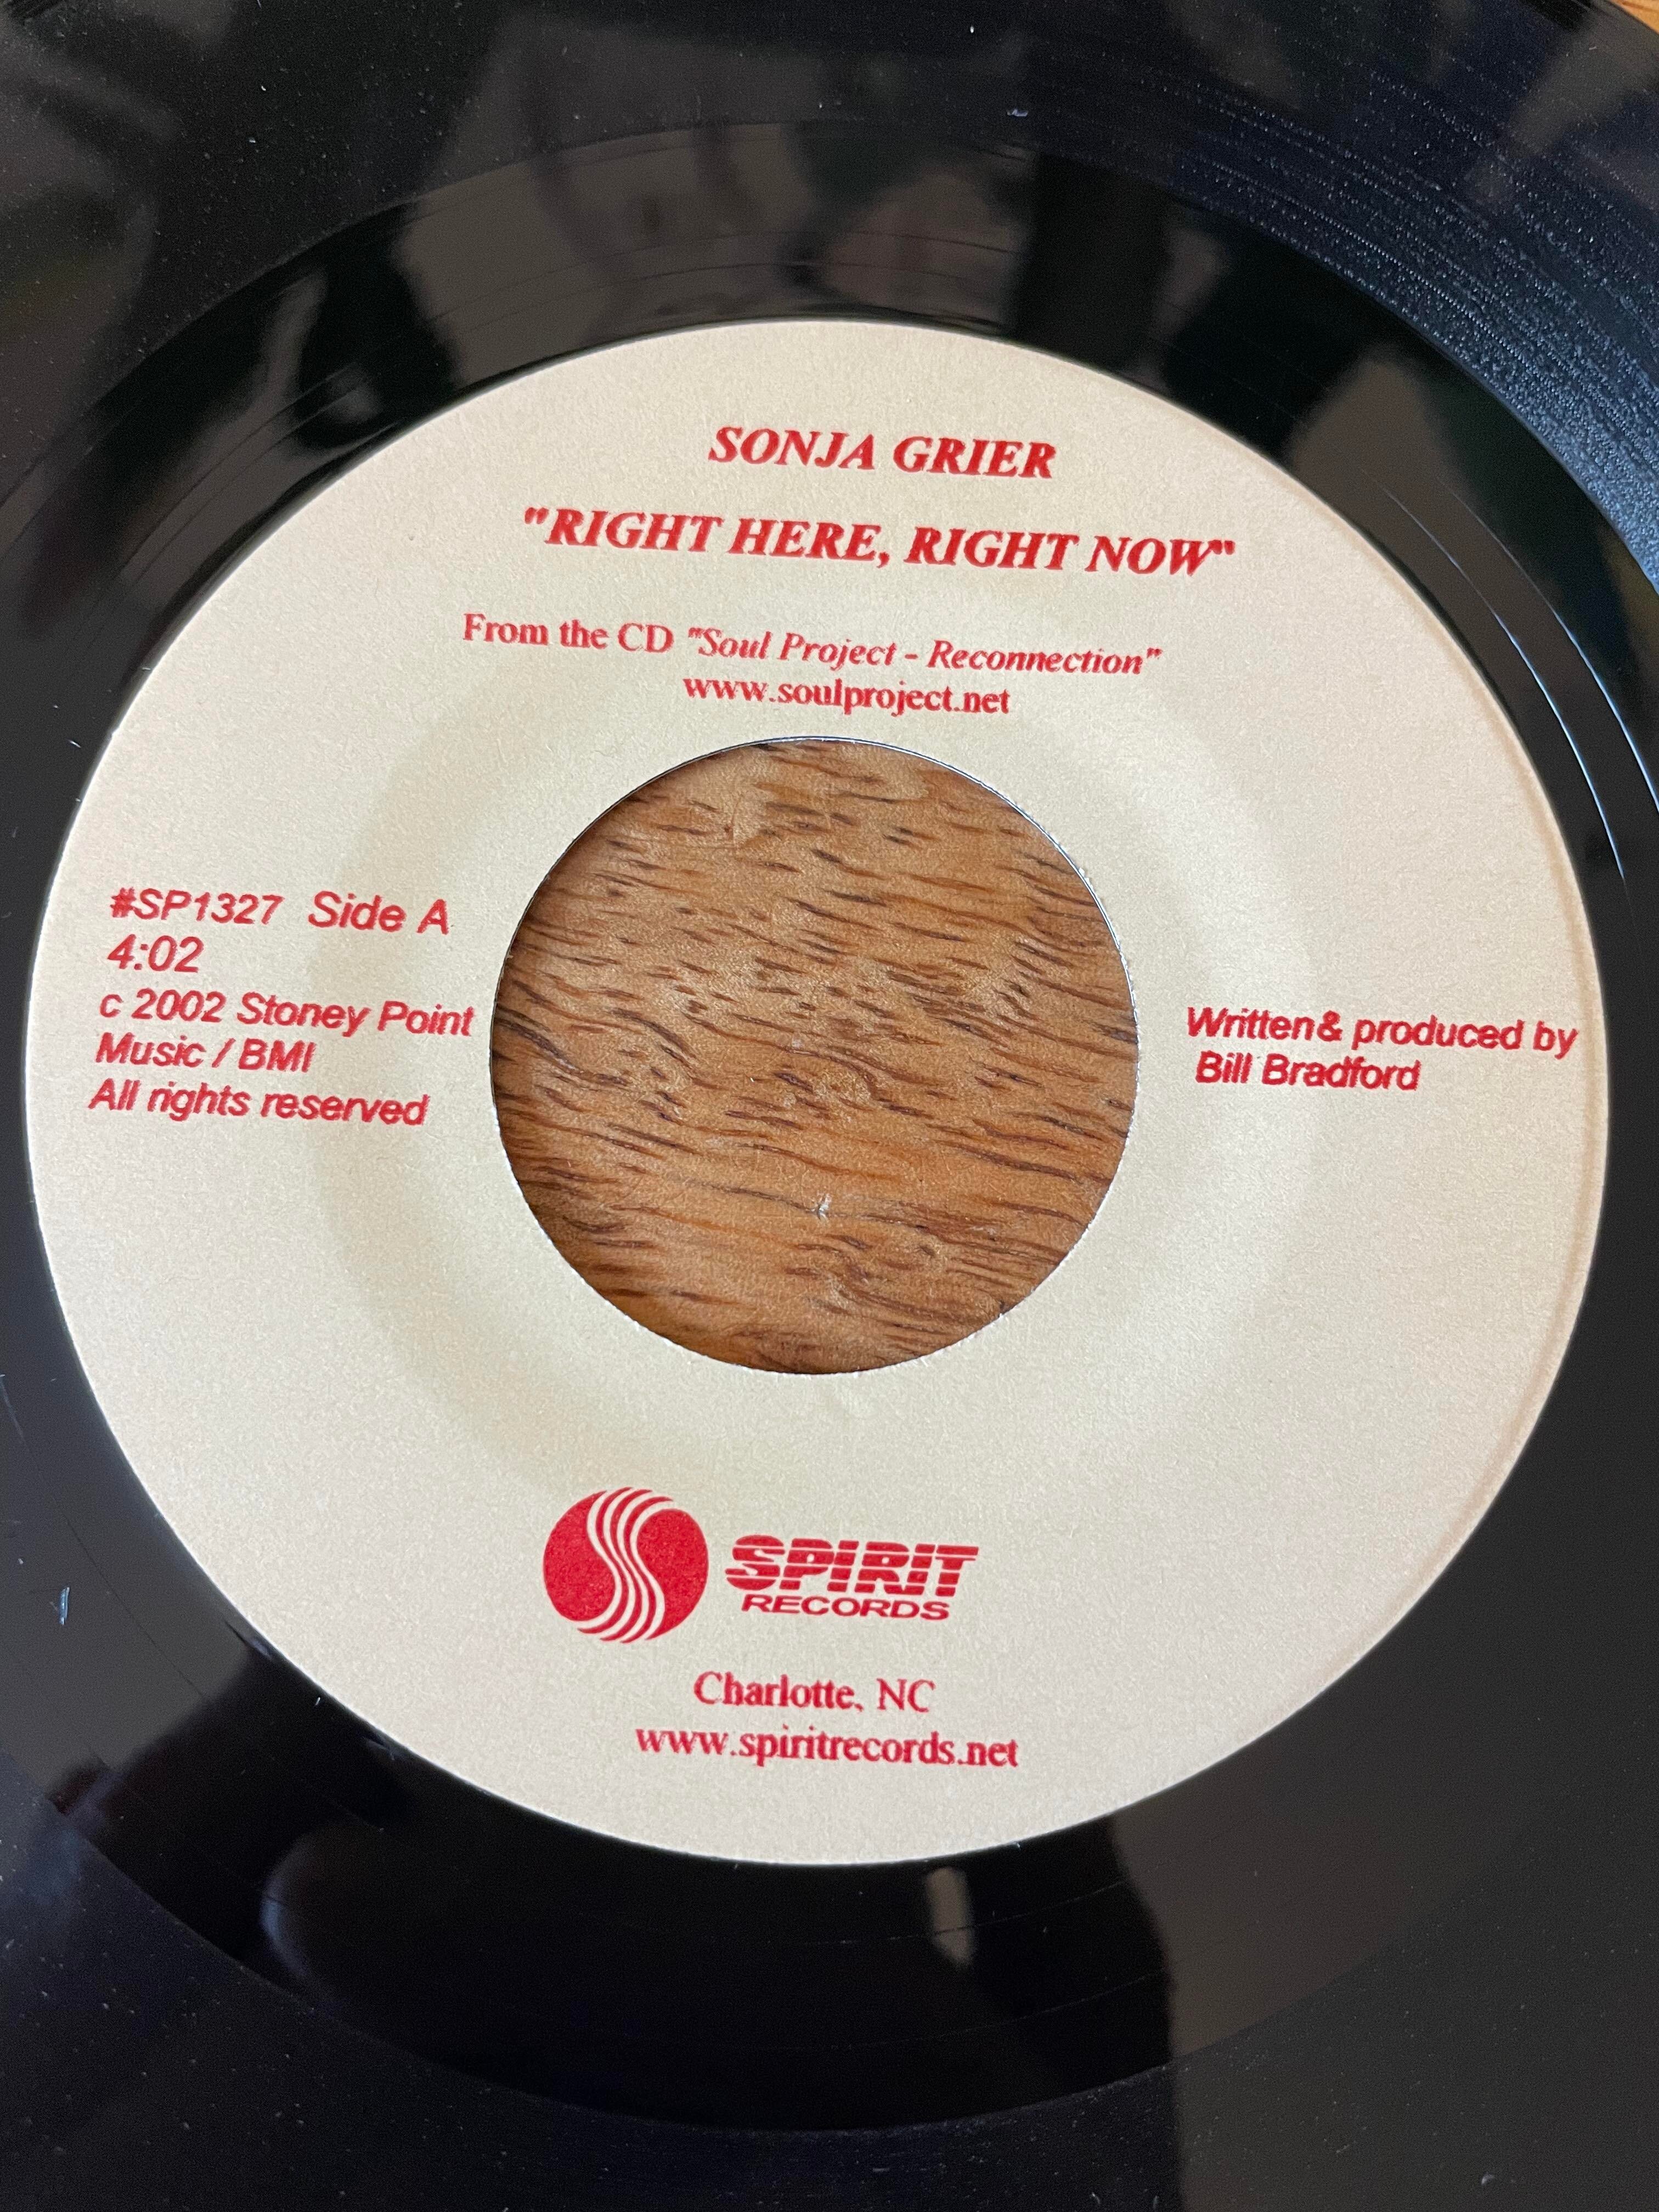 SONJA GRIER
"RIGHT HERE, RIGHT NOW"
From the CD "Soul Project - Reconnection"
www.soulproject.net
#SP1327 Side A
4:02
c 2002 Stoney Point
Music / BMI
All rights reserved
Written& produced by
Bill Bradford
SPIRIT
RECORDS
Charlotte, NC
www.spiritrecords.net